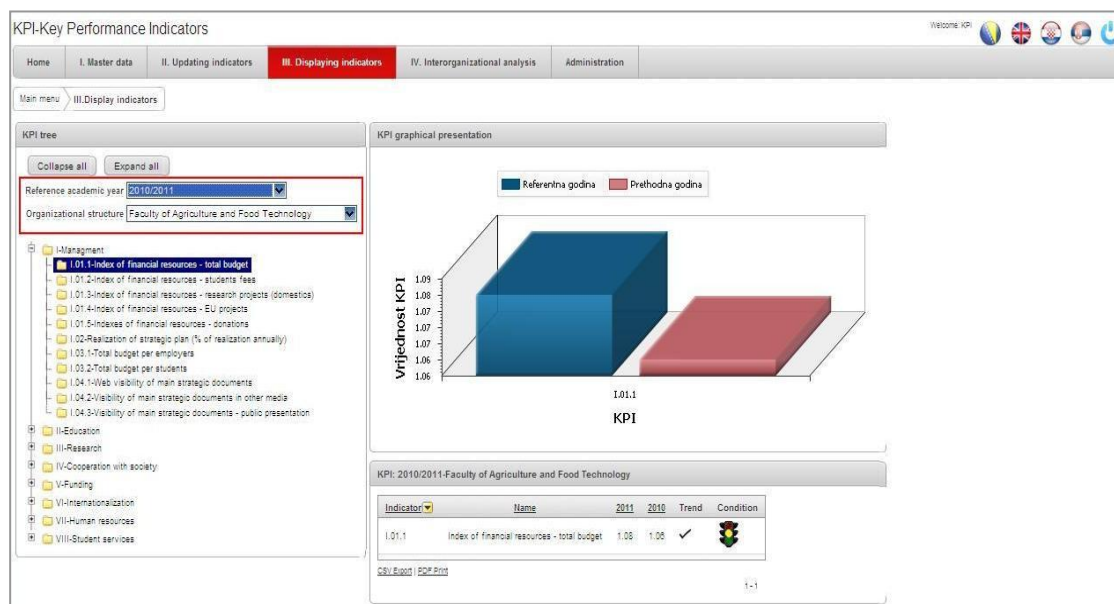 KPI-Key Performance Indicators
Welcome: KPI
Home I. Master data II. Updating indicators III. Displaying indicators IV. Interorganizational analysis Administration
Main menu III.Display indicators
KPI tree
Collapse all Expand all
Reference academic year 2010/2011
Organizational structure Faculty of Agriculture and Food Technology
I-Managment
I.01.1-Index of financial resources - total budget
I.01.2-Index of financial resources - students fees
I.01.3-Index of financial resources - research projects (domestics)
I.01.4-Index of financial resources - EU projects
I.01.5-Indexes of financial resources - donations
I.02-Realization of strategic plan (% of realization annually)
I.03.1-Total budget per employers
I.03.2-Total budget per students
I.04.1-Web visibility of main strategic documents
I.04.2-Visibility of main strategic documents in other media
I.04.3-Visibility of main strategic documents - public presentation
II-Education
III-Research
IV-Cooperation with society
V-Funding
VI-Internationalization
VII-Human resources
VIII-Student services
KPI graphical presentation
Referentna godina Prethodna godina
Vrijednost KPI
1.09
1.08
1.07
1.07
1.06
1.06
I.01.1
KPI
KPI: 2010/2011-Faculty of Agriculture and Food Technology
Indicator Name 2011 2010 Trend Condition
I.01.1 Index of financial resources - total budget 1.08 1.06
CSV Export | PDF Print
1 - 1